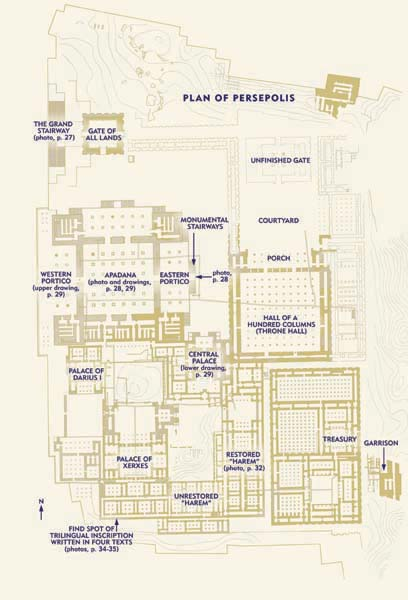 PLAN OF PERSEPOLIS
THE GRAND
STAIRWAY
(photo, p. 27)
GATE OF
ALL LANDS
UNFINISHED GATE
MONUMENTAL
STAIRWAYS
COURTYARD
PORCH
WESTERN
PORTICO
(upper drawing,
p. 29)
APADANA
(photo and drawings,
p. 28, 29)
EASTERN
PORTICO
photo,
p. 28
HALL OF A
HUNDRED COLUMNS
(THRONE HALL)
CENTRAL
PALACE
(lower drawing,
p. 29)
PALACE OF
DARIUS I
TREASURY
GARRISON
RESTORED
"HAREM"
(photo, p. 32)
PALACE OF
XERXES
UNRESTORED
"HAREM"
N
FIND SPOT OF
TRILINGUAL INSCRIPTION
WRITTEN IN FOUR TEXTS
(photos, p. 34-35)